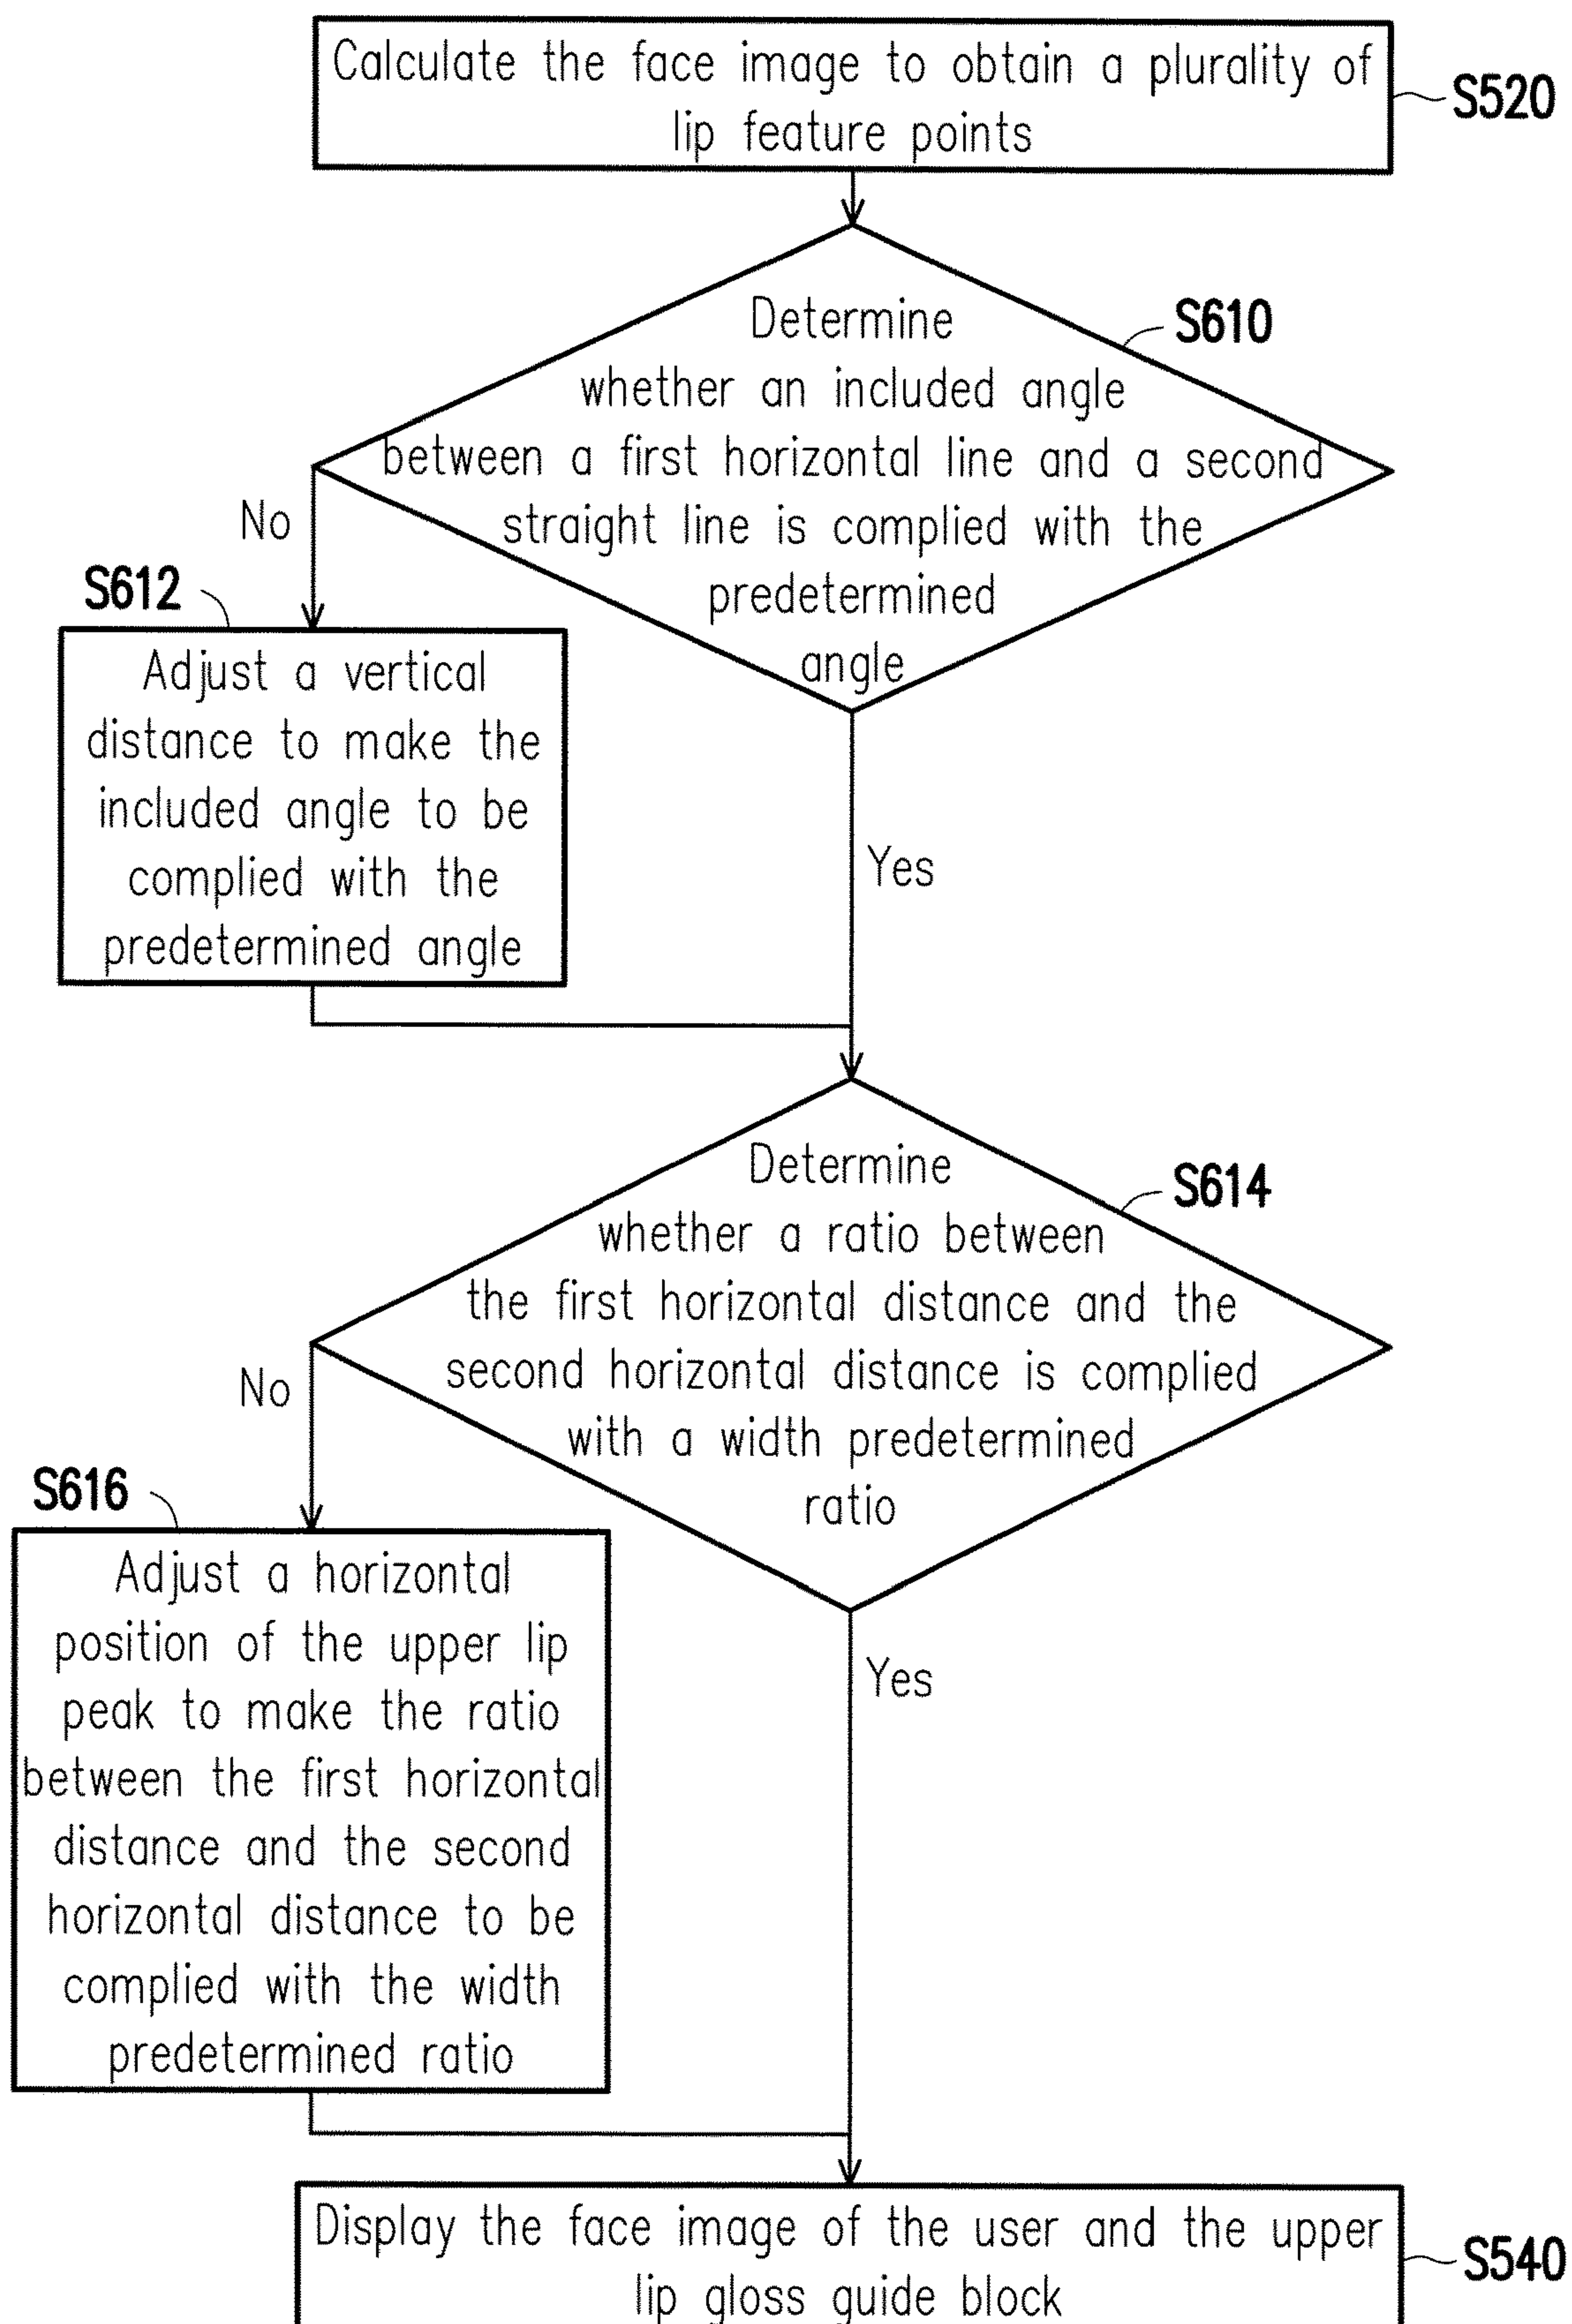 Calculate the face image to obtain a plurality of
lip feature points
S520
Determine
whether an included angle
between a first horizontal line and a second
straight line is complied with the
predetermined
angle
S610
No
S612
Adjust a vertical
distance to make the
included angle to be
complied with the
predetermined angle
Yes
Determine
whether a ratio between
the first horizontal distance and the
second horizontal distance is complied
with a width predetermined
ratio
S614
No
S616
Adjust a horizontal
position of the upper lip
peak to make the ratio
between the first horizontal
distance and the second
horizontal distance to be
complied with the width
predetermined ratio
Yes
Display the face image of the user and the upper
lip gloss guide block
S540